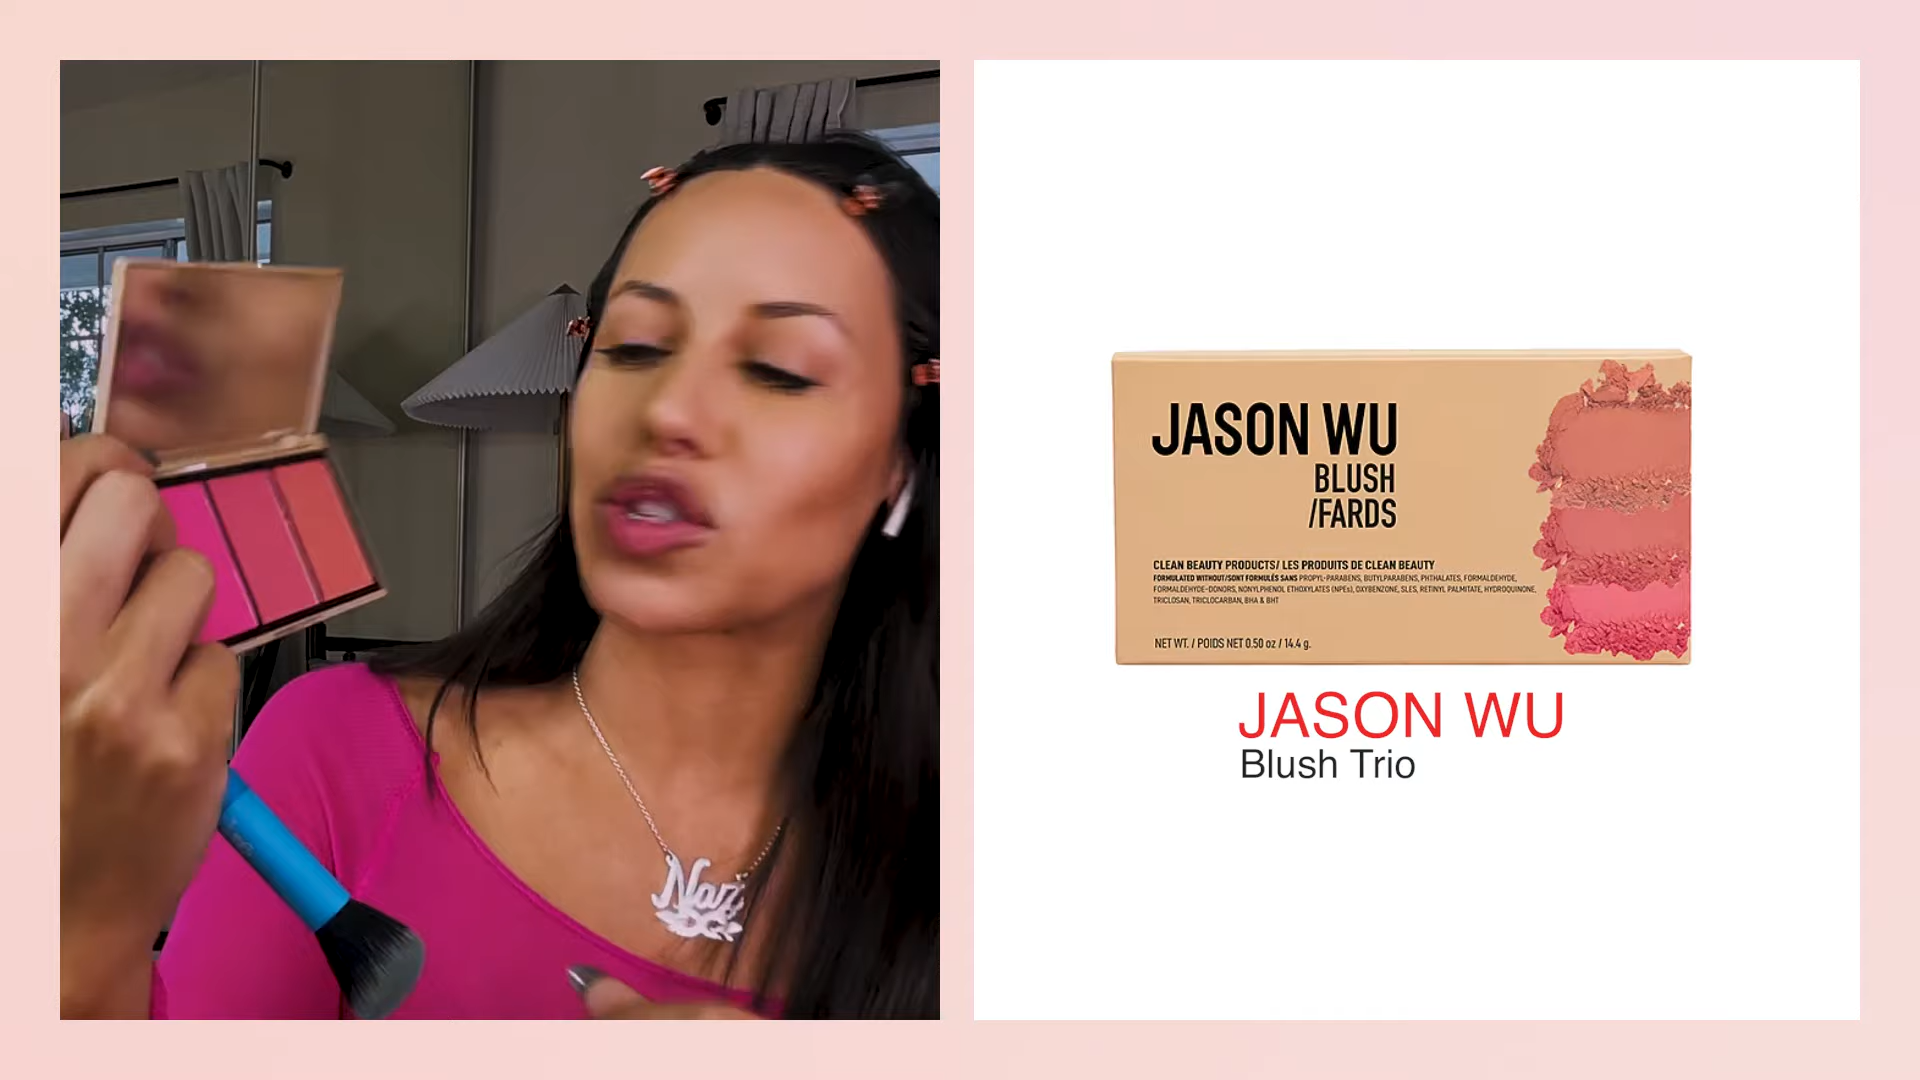 JASON WU
BLUSH
/FARDS
CLEAN BEAUTY PRODUCTS/ LES PRODUITS DE CLEAN BEAUTY
FORMULATED WITHOUT/SONT FORMULÉS SANS PROPYL-PARABENS, BUTYLPARABENS, PHTHALATES, FORMALDEHYDE,
FORMALDEHYDE-DONORS, NONYLPHENOL ETHOXYLATES (NPEs), OXYBENZONE, SLES, RETINYL PALMITATE, HYDROQUINONE,
TRICLOSAN, TRICLOCARBAN, BHA & BHT
NET WT. / POIDS NET 0.50 oz / 14.4 g.
JASON WU
Blush Trio